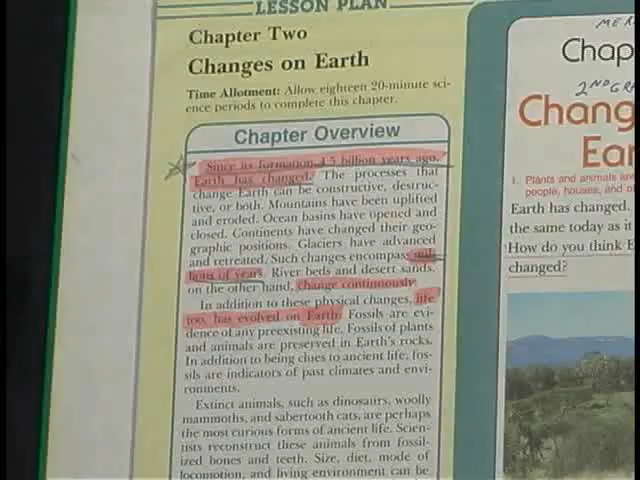 LESSON PLAN
Chapter Two
Changes on Earth
Time Allotment: Allow eighteen 20-minute sci-
ence periods to complete this chapter.
Chapter Overview
Since its formation 4.5 billion years ago,
Earth has changed. The processes that
change Earth can be constructive, destruc-
tive, or both. Mountains have been uplifted
and eroded. Ocean basins have opened and
closed. Continents have changed their geo-
graphic positions. Glaciers have advanced
and retreated. Such changes encompass mil-
lions of years. River beds and desert sands,
on the other hand, change continuously.
In addition to these physical changes, life
too, has evolved on Earth. Fossils are evi-
dence of any preexisting life. Fossils of plants
and animals are preserved in Earth's rocks.
In addition to being clues to ancient life, fos-
sils are indicators of past climates and envi-
ronments.
Extinct animals, such as dinosaurs, woolly
mammoths, and sabertooth cats, are perhaps
the most curious forms of ancient life. Scien-
tists reconstruct these animals from fossil-
ized bones and teeth. Size, diet, mode of
locomotion, and living environment can be
MER
Chap
2ND GR
Chang
Ear
1. Plants and animals are
people, houses, and o
Earth has changed.
the same today as it
How do you think E
changed?